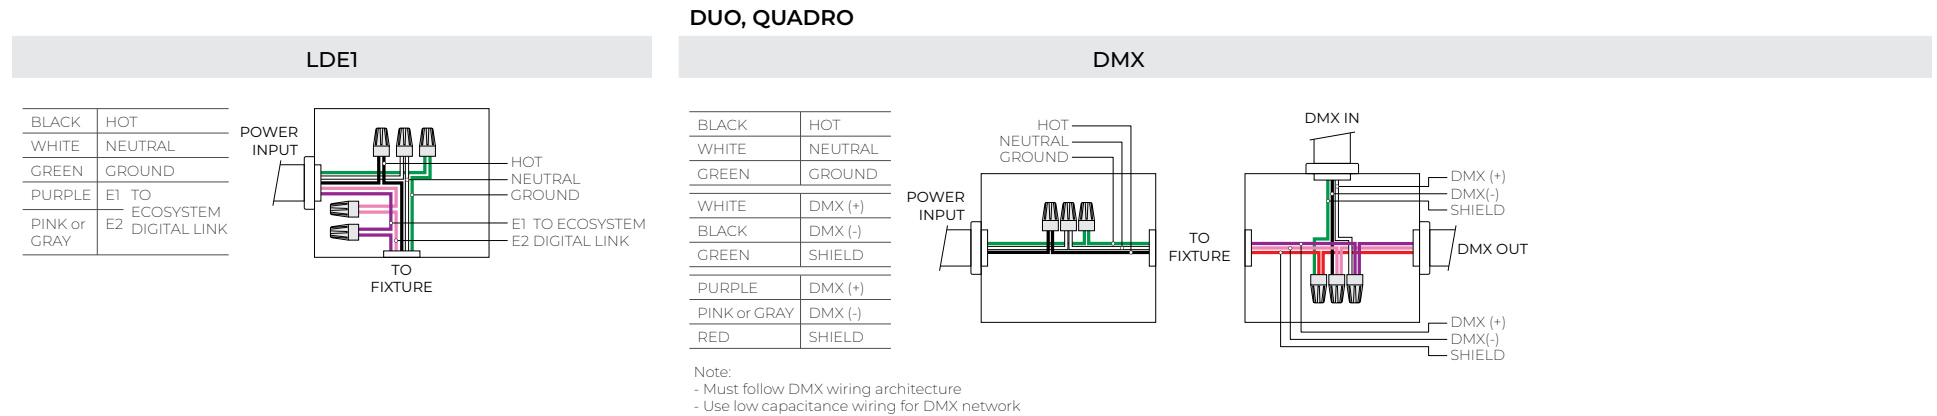 DUO, QUADRO
LDE1
BLACK HOT
WHITE NEUTRAL
GREEN GROUND
PURPLE E1 TO
ECOSYSTEM
PINK or E2 DIGITAL LINK
GRAY
POWER
INPUT
HOT
NEUTRAL
GROUND
E1 TO ECOSYSTEM
E2 DIGITAL LINK
TO
FIXTURE
DMX
BLACK HOT
WHITE NEUTRAL
GREEN GROUND
WHITE DMX (+)
BLACK DMX (-)
GREEN SHIELD
PURPLE DMX (+)
PINK or GRAY DMX (-)
RED SHIELD
Note:
- Must follow DMX wiring architecture
- Use low capacitance wiring for DMX network
HOT
NEUTRAL
GROUND
POWER
INPUT
TO
FIXTURE
DMX IN
DMX (+)
DMX(-)
SHIELD
DMX OUT
DMX (+)
DMX(-)
SHIELD